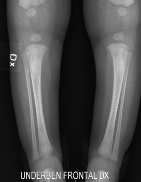 Dx
UNDERBEN FRONTAL DX